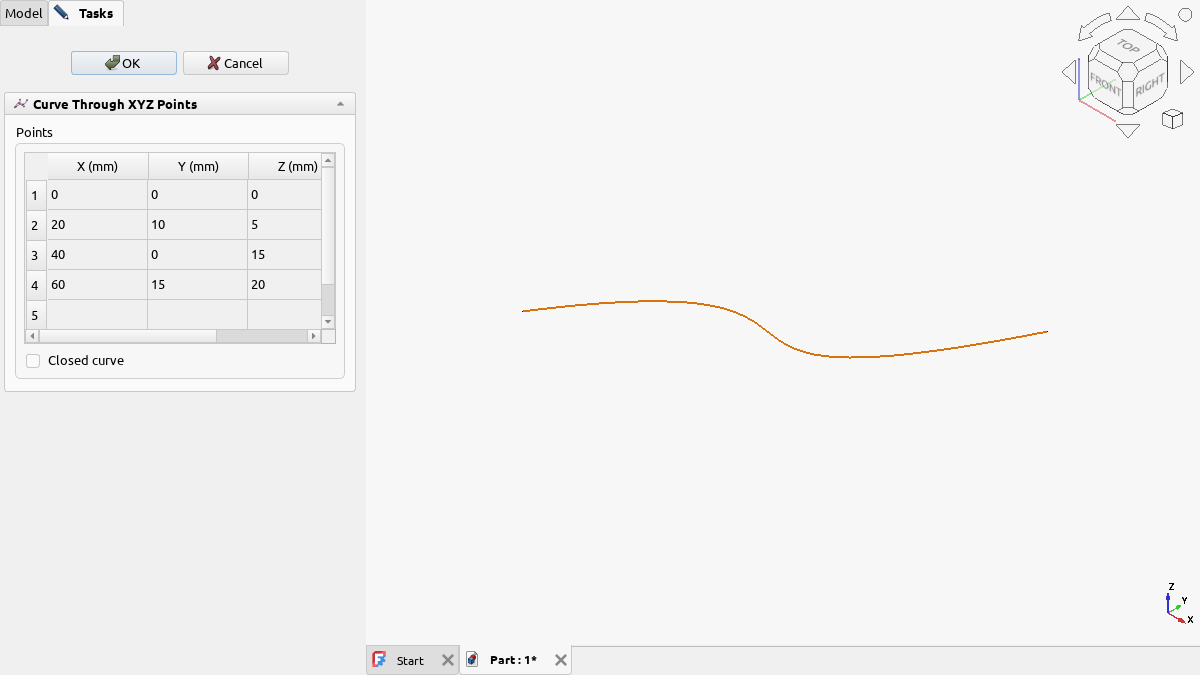 Model Tasks
OK Cancel
Curve Through XYZ Points
Points
X (mm) Y (mm) Z (mm)
1 0 0 0
2 20 10 5
3 40 0 15
4 60 15 20
5
Closed curve
TOP
FRONT RIGHT
Z
Y
X
Start Part : 1*